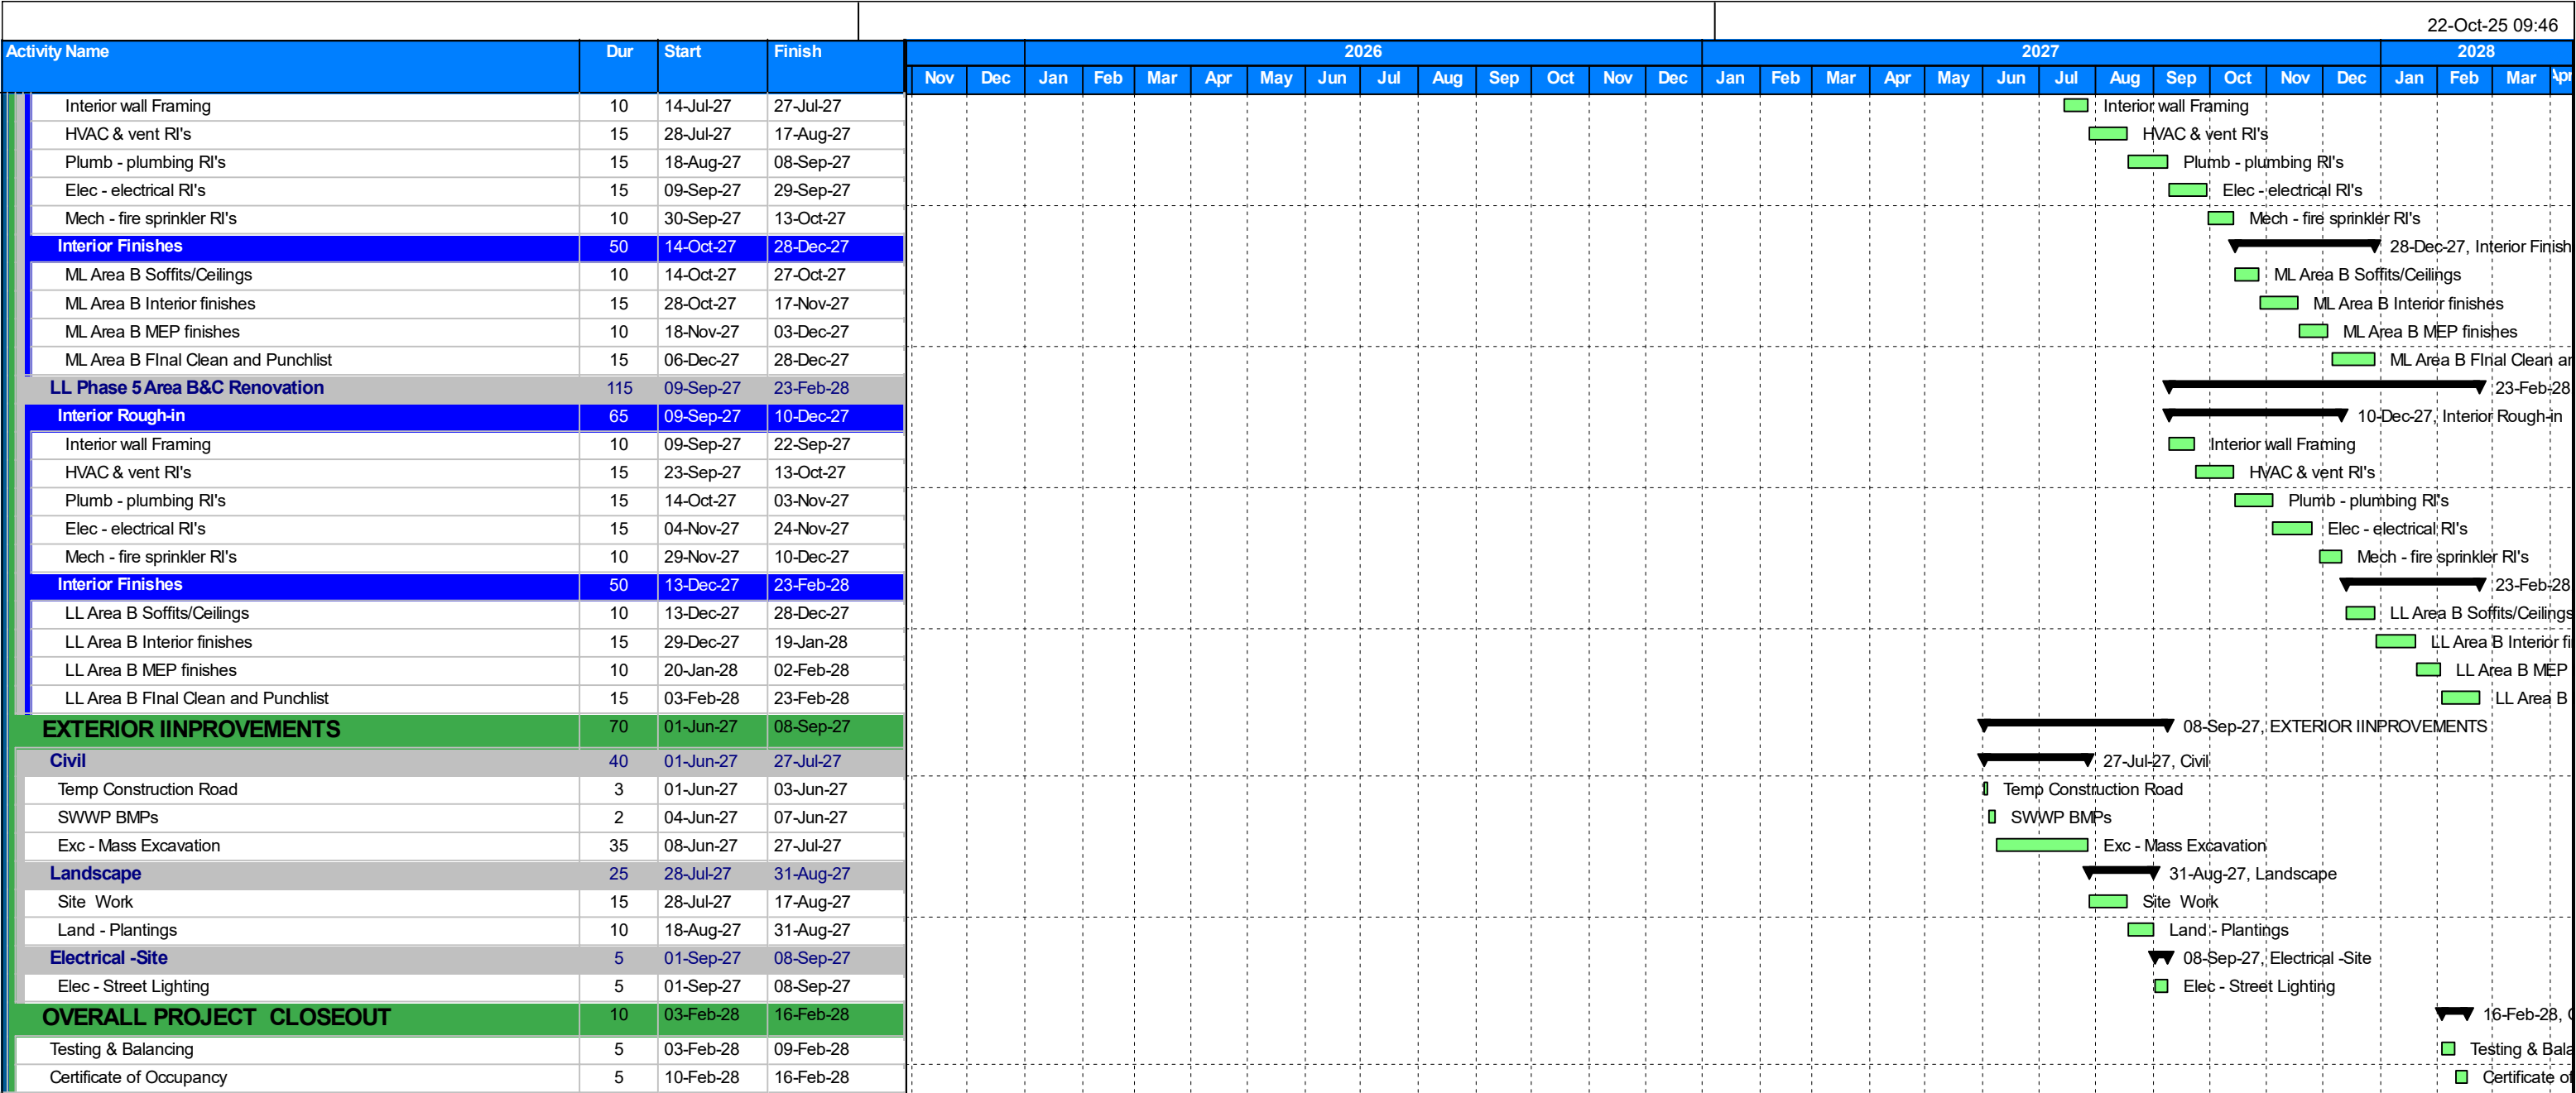 22-Oct-25 09:46
Activity Name Dur Start Finish 2026 2027 2028
Nov Dec Jan Feb Mar Apr May Jun Jul Aug Sep Oct Nov Dec Jan Feb Mar Apr May Jun Jul Aug Sep Oct Nov Dec Jan Feb Mar Apr
Interior wall Framing 10 14-Jul-27 27-Jul-27 Interior wall Framing
HVAC & vent RI's 15 28-Jul-27 17-Aug-27 HVAC & vent RI's
Plumb - plumbing RI's 15 18-Aug-27 08-Sep-27 Plumb - plumbing RI's
Elec - electrical RI's 15 09-Sep-27 29-Sep-27 Elec - electrical RI's
Mech - fire sprinkler RI's 10 30-Sep-27 13-Oct-27 Mech - fire sprinkler RI's
Interior Finishes 50 14-Oct-27 28-Dec-27 28-Dec-27, Interior Finish
ML Area B Soffits/Ceilings 10 14-Oct-27 27-Oct-27 ML Area B Soffits/Ceilings
ML Area B Interior finishes 15 28-Oct-27 17-Nov-27 ML Area B Interior finishes
ML Area B MEP finishes 10 18-Nov-27 03-Dec-27 ML Area B MEP finishes
ML Area B FInal Clean and Punchlist 15 06-Dec-27 28-Dec-27 ML Area B FInal Clean ar
LL Phase 5 Area B&C Renovation 115 09-Sep-27 23-Feb-28 23-Feb-28
Interior Rough-in 65 09-Sep-27 10-Dec-27 10-Dec-27, Interior Rough-in
Interior wall Framing 10 09-Sep-27 22-Sep-27 Interior wall Framing
HVAC & vent RI's 15 23-Sep-27 13-Oct-27 HVAC & vent RI's
Plumb - plumbing RI's 15 14-Oct-27 03-Nov-27 Plumb - plumbing RI's
Elec - electrical RI's 15 04-Nov-27 24-Nov-27 Elec - electrical RI's
Mech - fire sprinkler RI's 10 29-Nov-27 10-Dec-27 Mech - fire sprinkler RI's
Interior Finishes 50 13-Dec-27 23-Feb-28 23-Feb-28
LL Area B Soffits/Ceilings 10 13-Dec-27 28-Dec-27 LL Area B Soffits/Ceilings
LL Area B Interior finishes 15 29-Dec-27 19-Jan-28 LL Area B Interior fi
LL Area B MEP finishes 10 20-Jan-28 02-Feb-28 LL Area B MEP
LL Area B FInal Clean and Punchlist 15 03-Feb-28 23-Feb-28 LL Area B
EXTERIOR IINPROVEMENTS 70 01-Jun-27 08-Sep-27 08-Sep-27, EXTERIOR IINPROVEMENTS
Civil 40 01-Jun-27 27-Jul-27 27-Jul-27, Civil
Temp Construction Road 3 01-Jun-27 03-Jun-27 Temp Construction Road
SWWP BMPs 2 04-Jun-27 07-Jun-27 SWWP BMPs
Exc - Mass Excavation 35 08-Jun-27 27-Jul-27 Exc - Mass Excavation
Landscape 25 28-Jul-27 31-Aug-27 31-Aug-27, Landscape
Site Work 15 28-Jul-27 17-Aug-27 Site Work
Land - Plantings 10 18-Aug-27 31-Aug-27 Land - Plantings
Electrical -Site 5 01-Sep-27 08-Sep-27 08-Sep-27, Electrical -Site
Elec - Street Lighting 5 01-Sep-27 08-Sep-27 Elec - Street Lighting
OVERALL PROJECT CLOSEOUT 10 03-Feb-28 16-Feb-28 16-Feb-28,
Testing & Balancing 5 03-Feb-28 09-Feb-28 Testing & Bala
Certificate of Occupancy 5 10-Feb-28 16-Feb-28 Certificate of